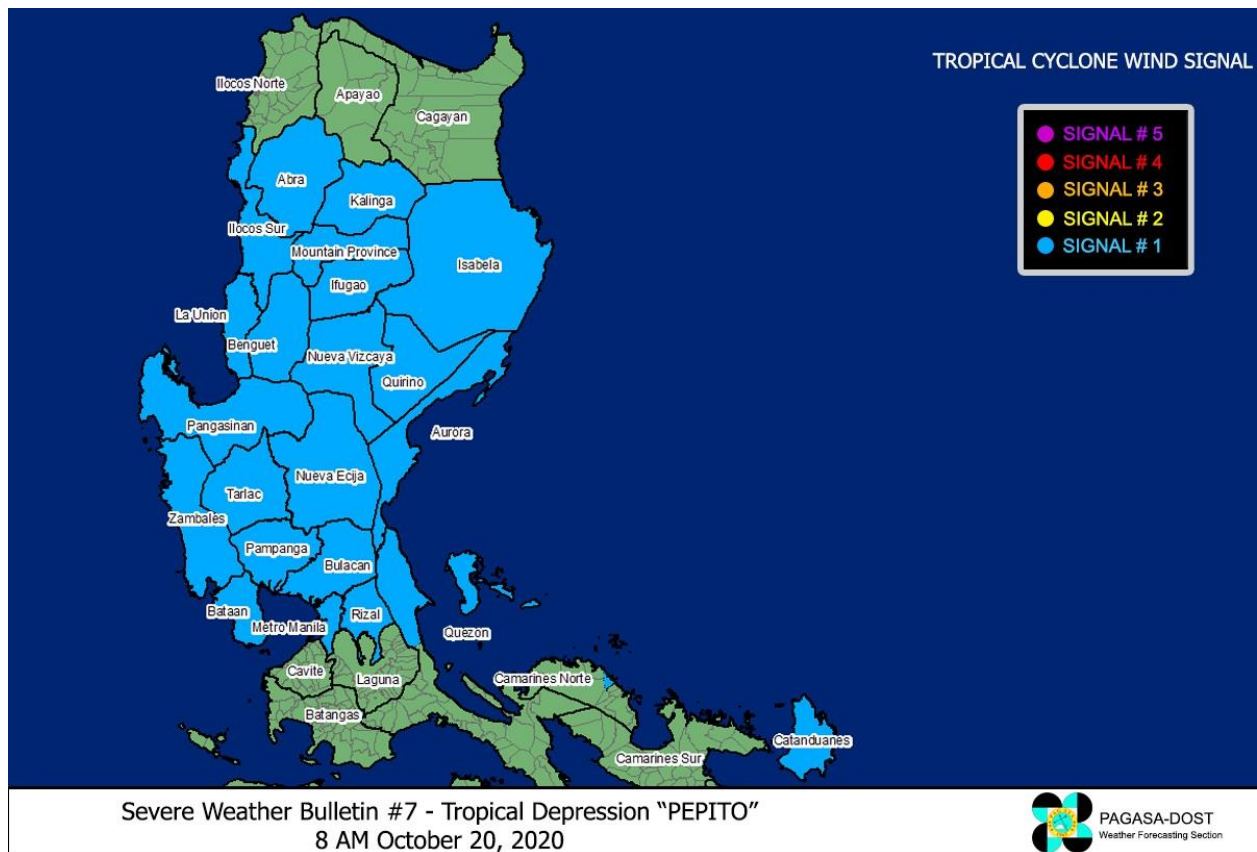 TROPICAL CYCLONE WIND SIGNAL
SIGNAL # 5
SIGNAL # 4
SIGNAL # 3
SIGNAL # 2
SIGNAL # 1
Ilocos Norte
Apayao
Cagayan
Abra
Kalinga
Ilocos Sur
Mountain Province
Isabela
Ifugao
La Union
Benguet
Nueva Vizcaya
Quirino
Pangasinan
Aurora
Nueva Ecija
Tarlac
Zambales
Pampanga
Bulacan
Bataan
Metro Manila
Rizal
Quezon
Cavite
Laguna
Camarines Norte
Batangas
Catanduanes
Camarines Sur
Severe Weather Bulletin #7 - Tropical Depression “PEPITO”
8 AM October 20, 2020
PAGASA-DOST
Weather Forecasting Section